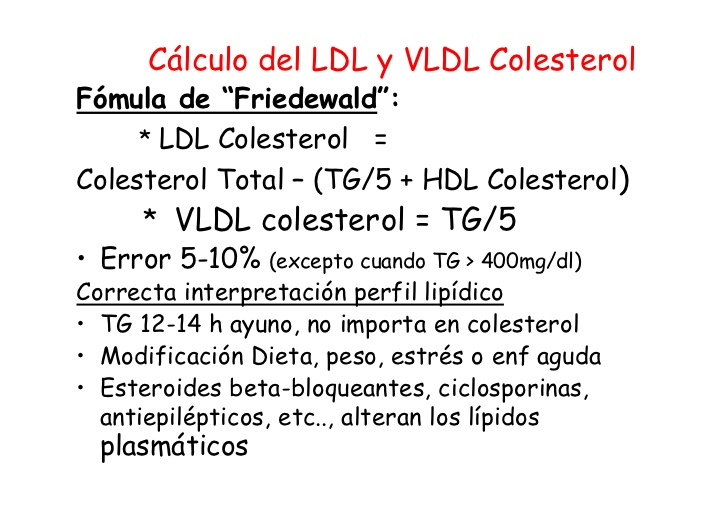 Cálculo del LDL y VLDL Colesterol
Fómula de “Friedewald”:
* LDL Colesterol =
Colesterol Total – (TG/5 + HDL Colesterol)
* VLDL colesterol = TG/5
• Error 5-10% (excepto cuando TG > 400mg/dl)
Correcta interpretación perfil lipídico
• TG 12-14 h ayuno, no importa en colesterol
• Modificación Dieta, peso, estrés o enf aguda
• Esteroides beta-bloqueantes, ciclosporinas,
antiepilépticos, etc.., alteran los lípidos
plasmáticos